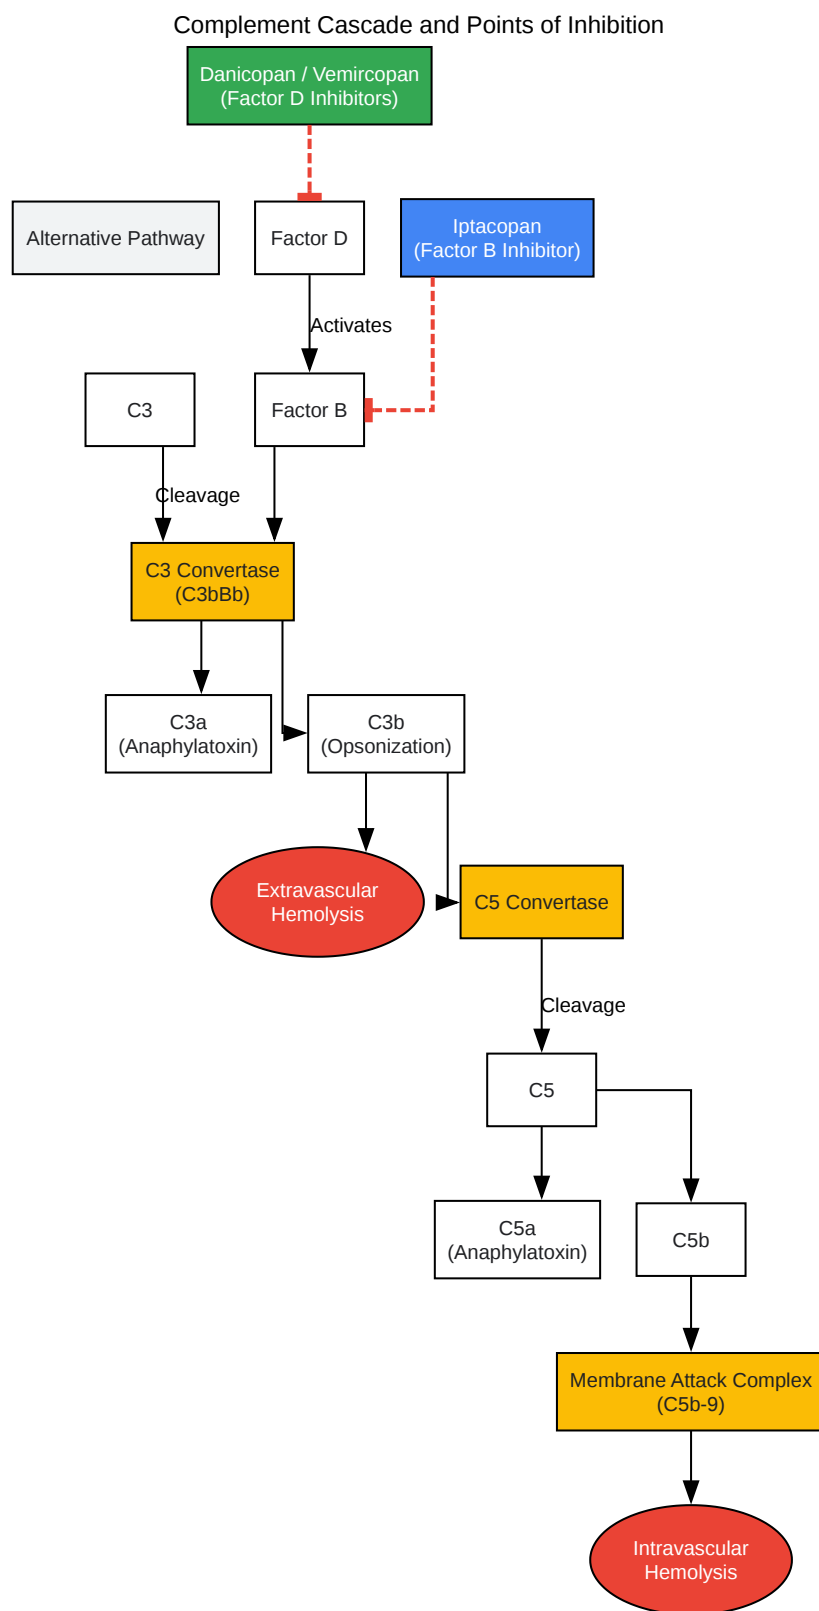 Complement Cascade and Points of Inhibition
Danicopan / Vemircopan
(Factor D Inhibitors)
Alternative Pathway
Factor D
Iptacopan
(Factor B Inhibitor)
Activates
C3
Factor B
Cleavage
C3 Convertase
(C3bBb)
C3a
(Anaphylatoxin)
C3b
(Opsonization)
Extravascular
Hemolysis
C5 Convertase
Cleavage
C5
C5a
(Anaphylatoxin)
C5b
Membrane Attack Complex
(C5b-9)
Intravascular
Hemolysis